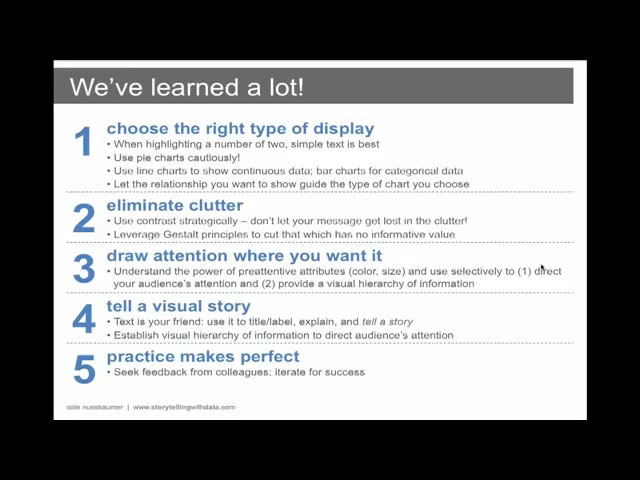 We've learned a lot!
1 choose the right type of display
• When highlighting a number of two, simple text is best
• Use pie charts cautiously!
• Use line charts to show continuous data; bar charts for categorical data
• Let the relationship you want to show guide the type of chart you choose
2 eliminate clutter
• Use contrast strategically – don't let your message get lost in the clutter!
• Leverage Gestalt principles to cut that which has no informative value
3 draw attention where you want it
• Understand the power of preattentive attributes (color, size) and use selectively to (1) direct
your audience's attention and (2) provide a visual hierarchy of information
4 tell a visual story
• Text is your friend: use it to title/label, explain, and tell a story
• Establish visual hierarchy of information to direct audience's attention
5 practice makes perfect
• Seek feedback from colleagues; iterate for success
cole nussbaumer | www.storytellingwithdata.com